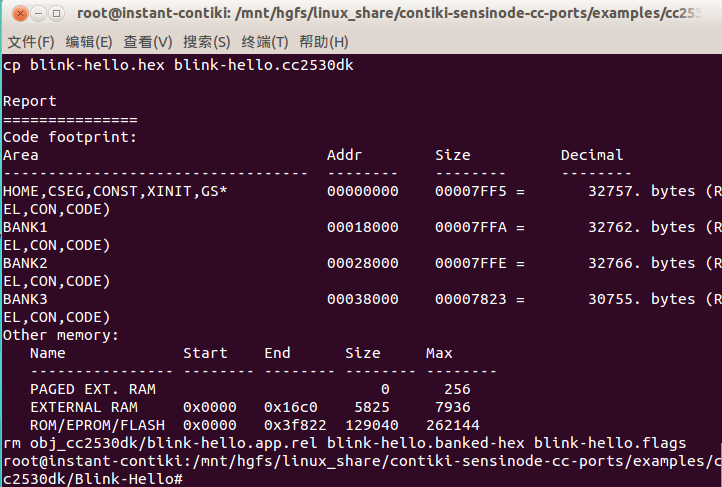 root@instant-contiki: /mnt/hgfs/linux_share/contiki-sensinode-cc-ports/examples/cc253
文件(F) 编辑(E) 查看(V) 搜索(S) 终端(T) 帮助(H)
cp blink-hello.hex blink-hello.cc2530dk

Report
===============
Code footprint:
Area                                Addr        Size          Decimal
----------------------------------  --------    --------      --------
HOME,CSEG,CONST,XINIT,GS*           00000000    00007FF5 =       32757. bytes (R
EL,CON,CODE)
BANK1                               00018000    00007FFA =       32762. bytes (R
EL,CON,CODE)
BANK2                               00028000    00007FFE =       32766. bytes (R
EL,CON,CODE)
BANK3                               00038000    00007823 =       30755. bytes (R
EL,CON,CODE)
Other memory:
   Name             Start    End      Size     Max
   ---------------- -------- -------- -------- --------
   PAGED EXT. RAM                         0      256
   EXTERNAL RAM     0x0000   0x16c0    5825     7936
   ROM/EPROM/FLASH  0x0000   0x3f822 129040   262144
rm obj_cc2530dk/blink-hello.app.rel blink-hello.banked-hex blink-hello.flags
root@instant-contiki:/mnt/hgfs/linux_share/contiki-sensinode-cc-ports/examples/c
c2530dk/Blink-Hello#